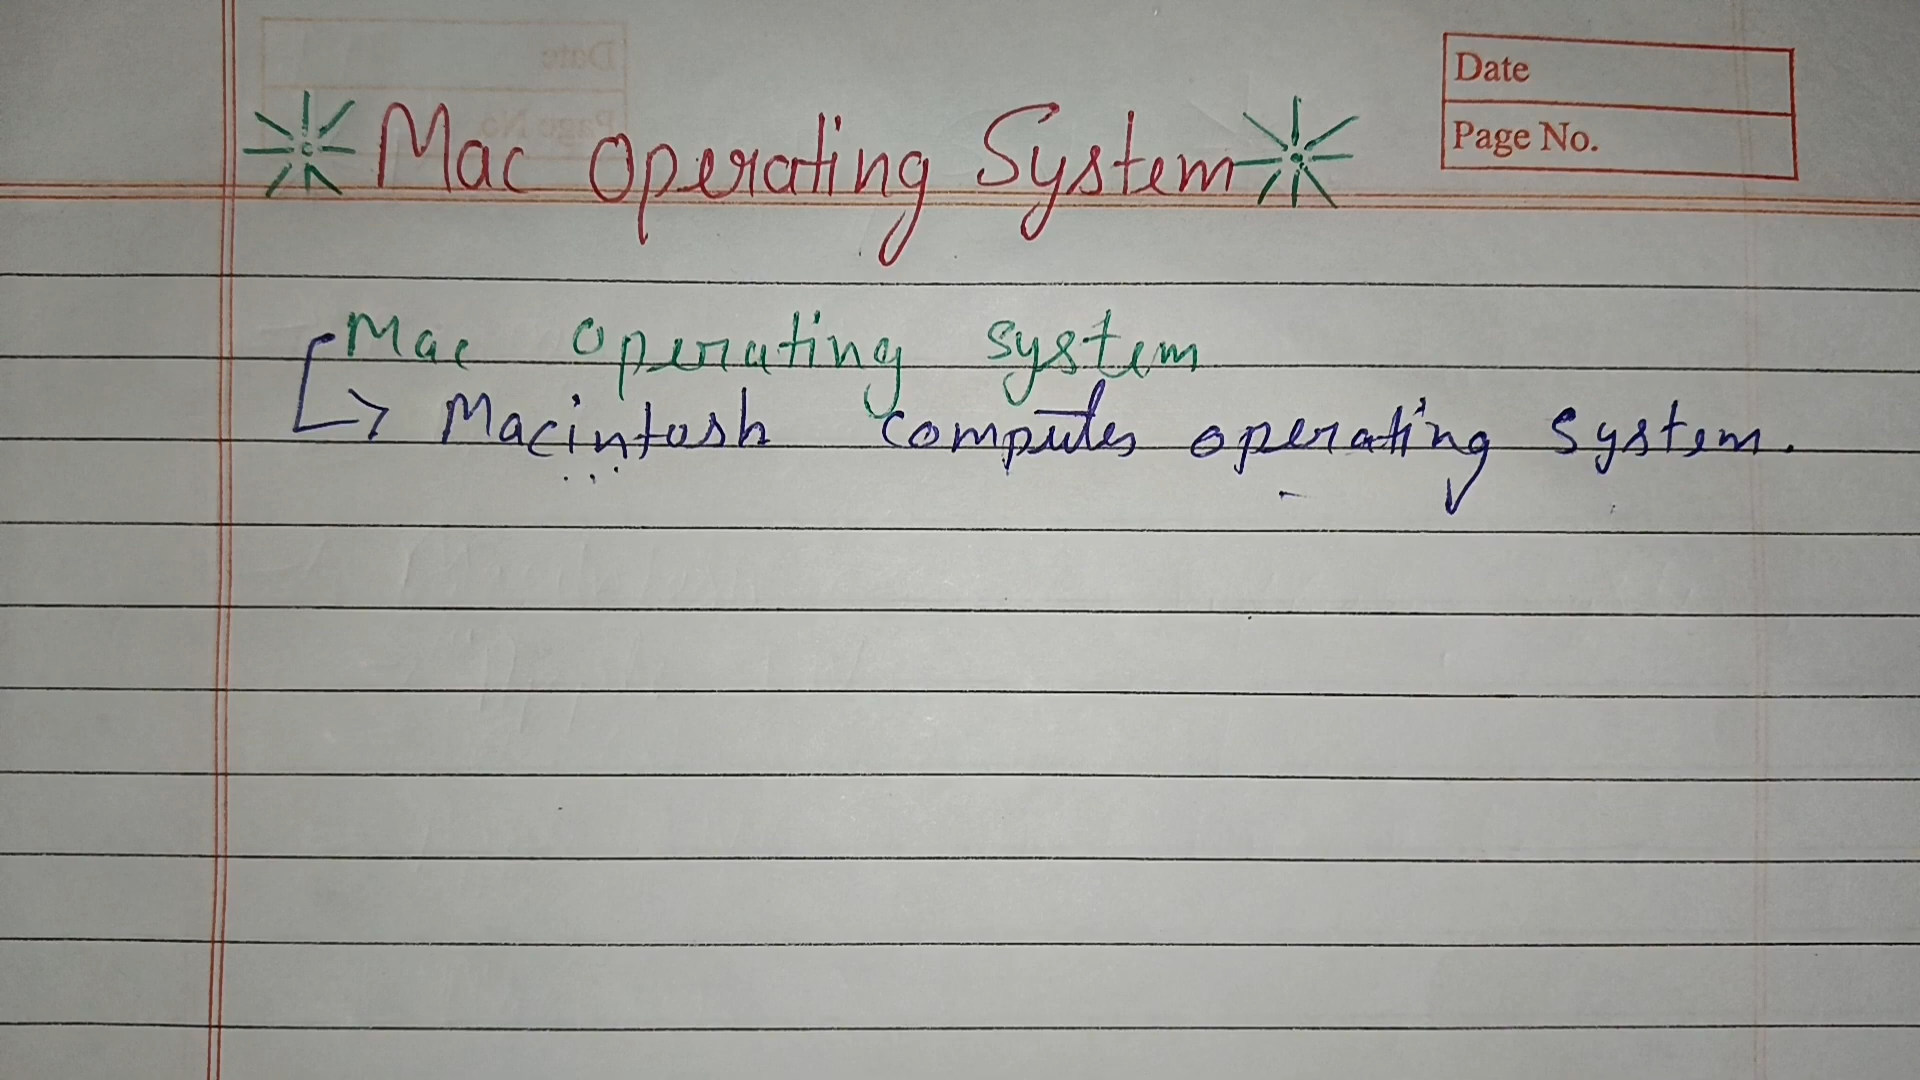 Date
Page No.
Mac Operating System
Mac operating system
Macintosh Computer operating System.